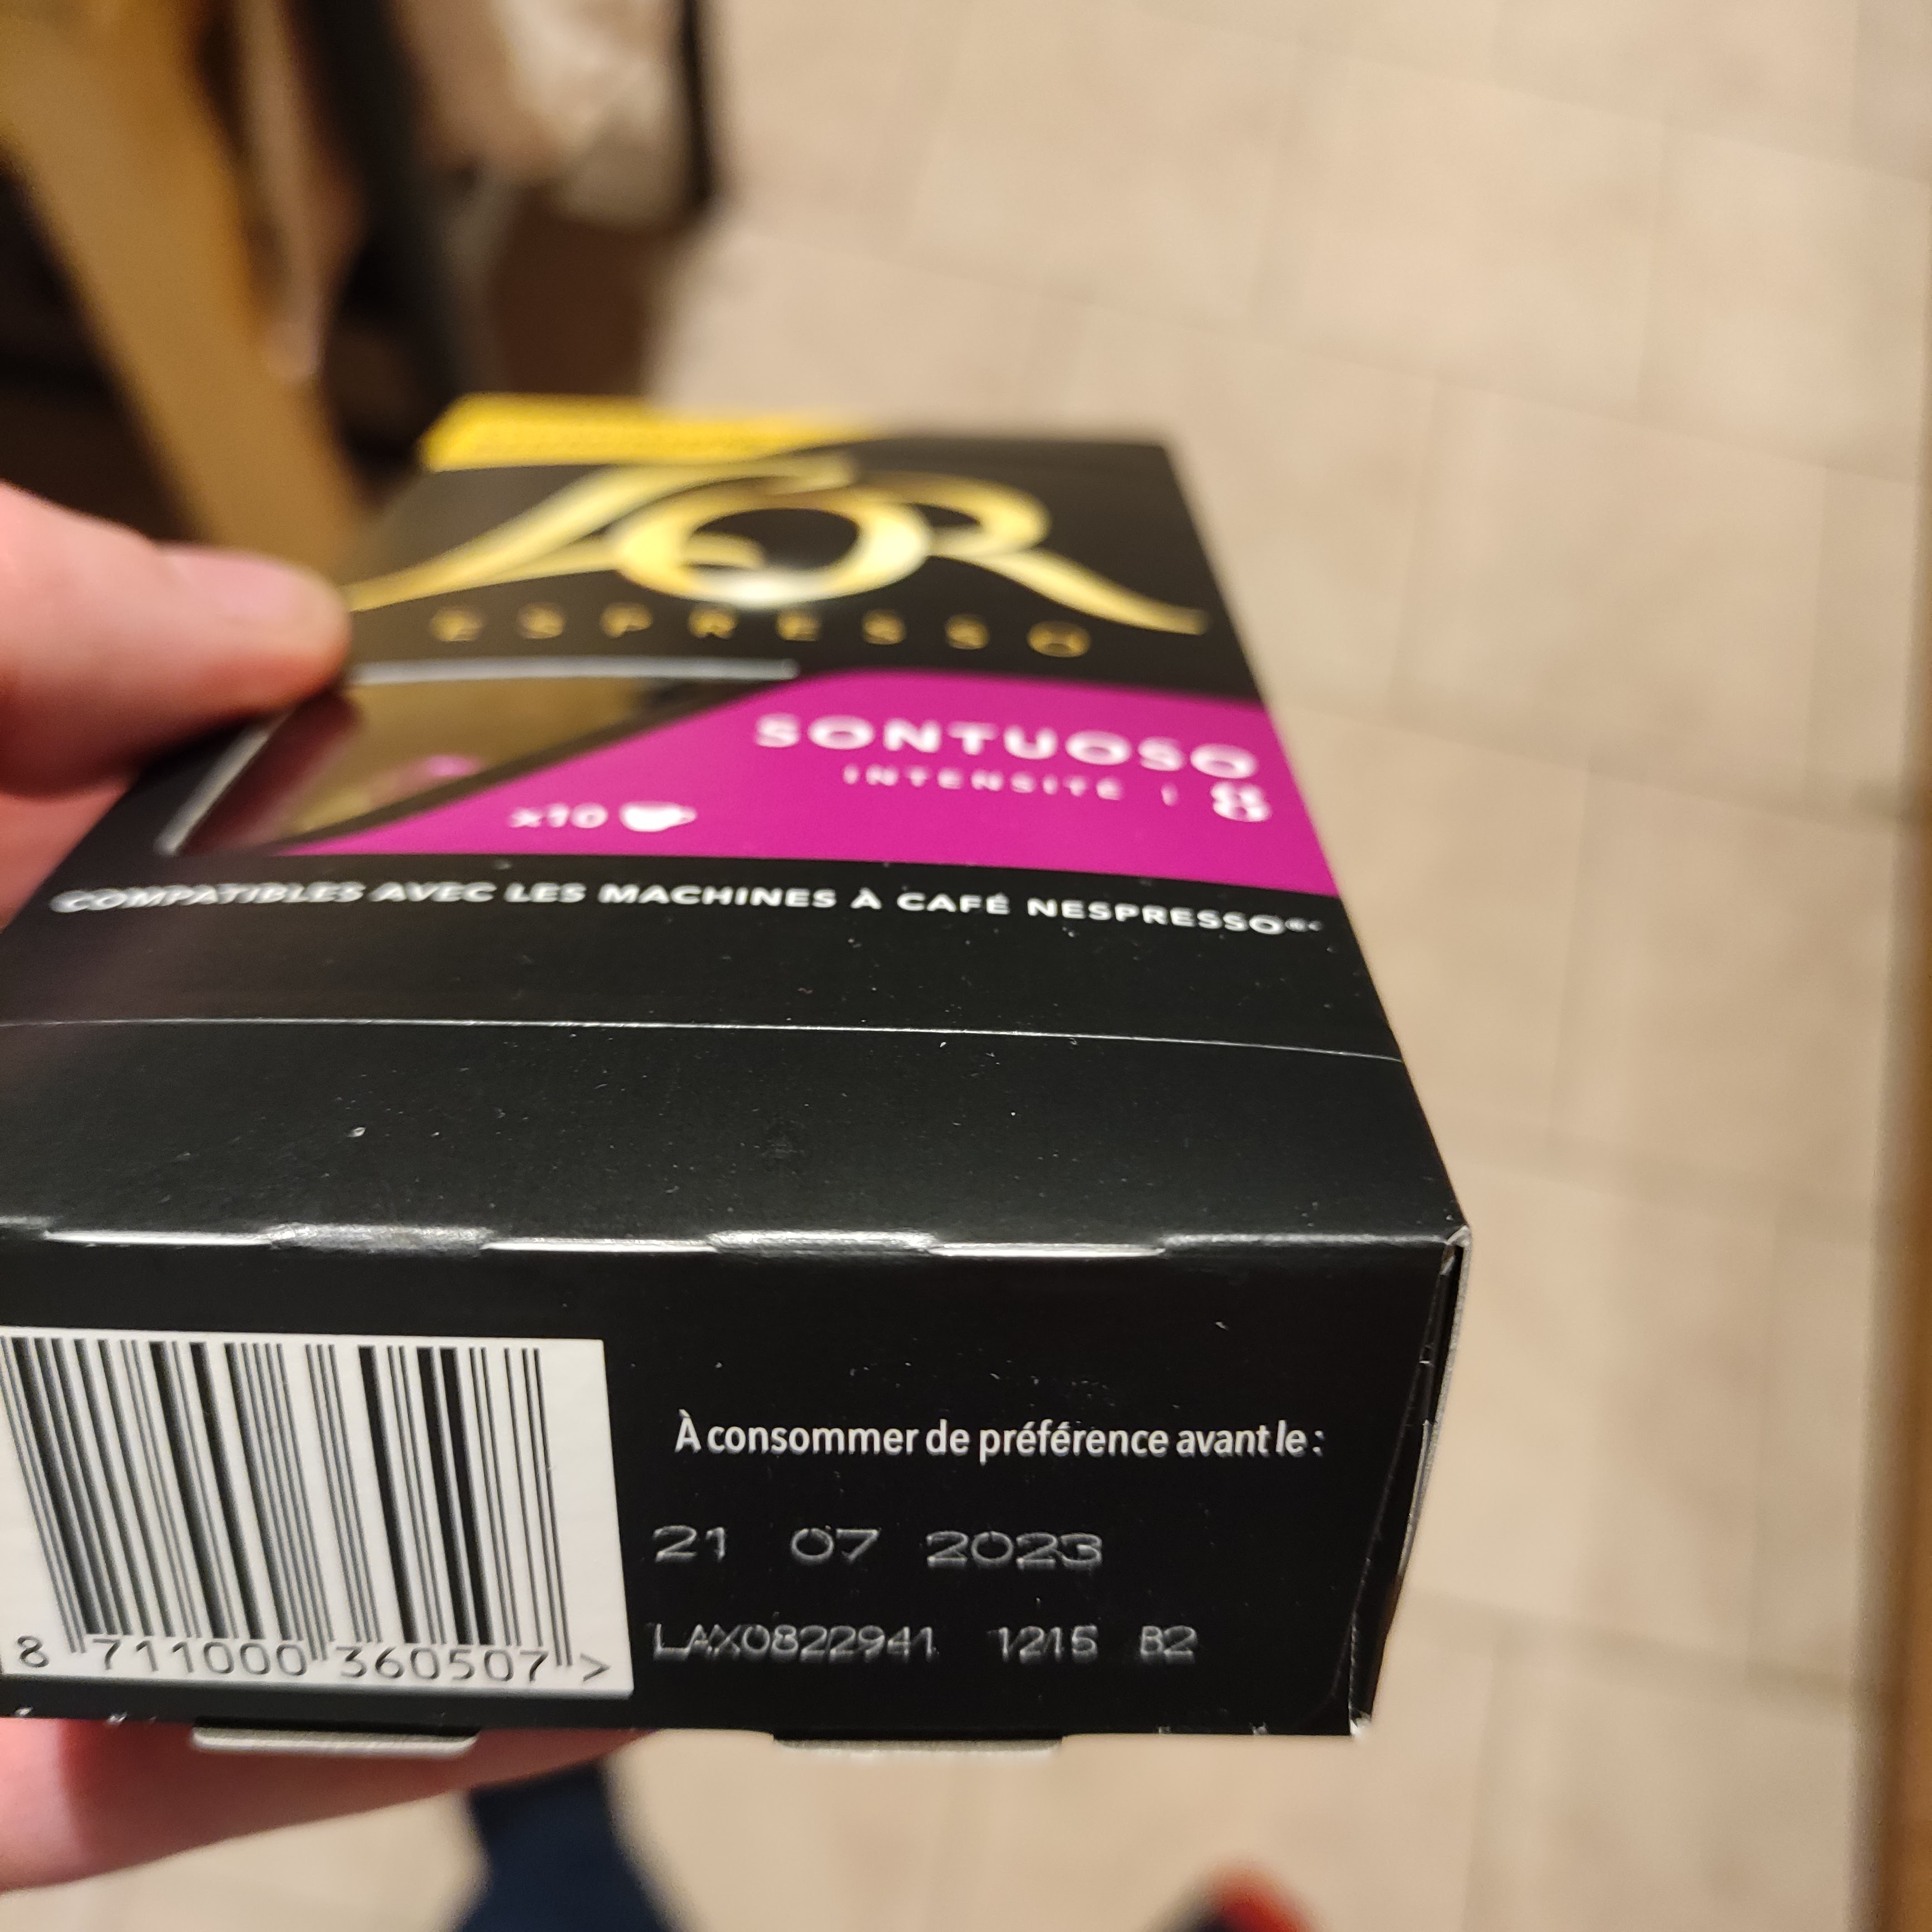 L'OR
ESPRESSO
SONTUOSO
INTENSITÉ | 8
x10
COMPATIBLES AVEC LES MACHINES À CAFÉ NESPRESSO®*
À consommer de préférence avant le :
21 07 2023
LAX0822941 1215 B2
8 711000 360507 >